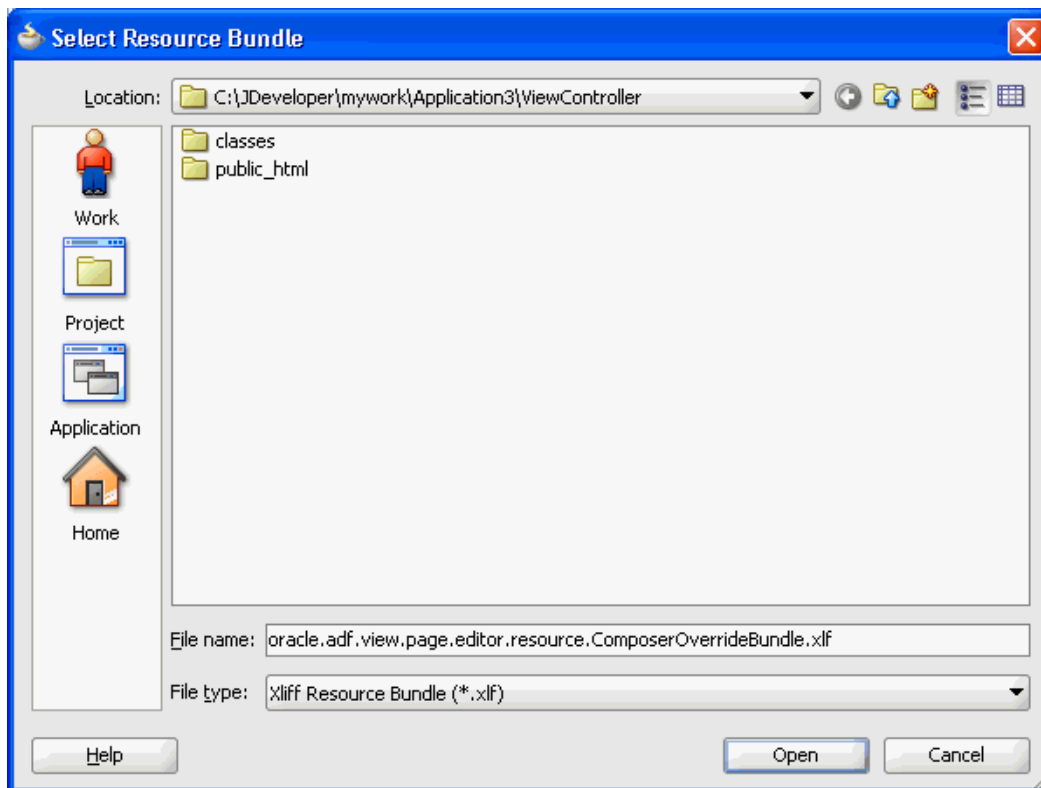 Select Resource Bundle
Location: C:\JDeveloper\mywork\Application3\ViewController
classes
public_html
Work
Project
Application
Home
File name: oracle.adf.view.page.editor.resource.ComposerOverrideBundle.xlf
File type: Xliff Resource Bundle (*.xlf)
Help Open Cancel